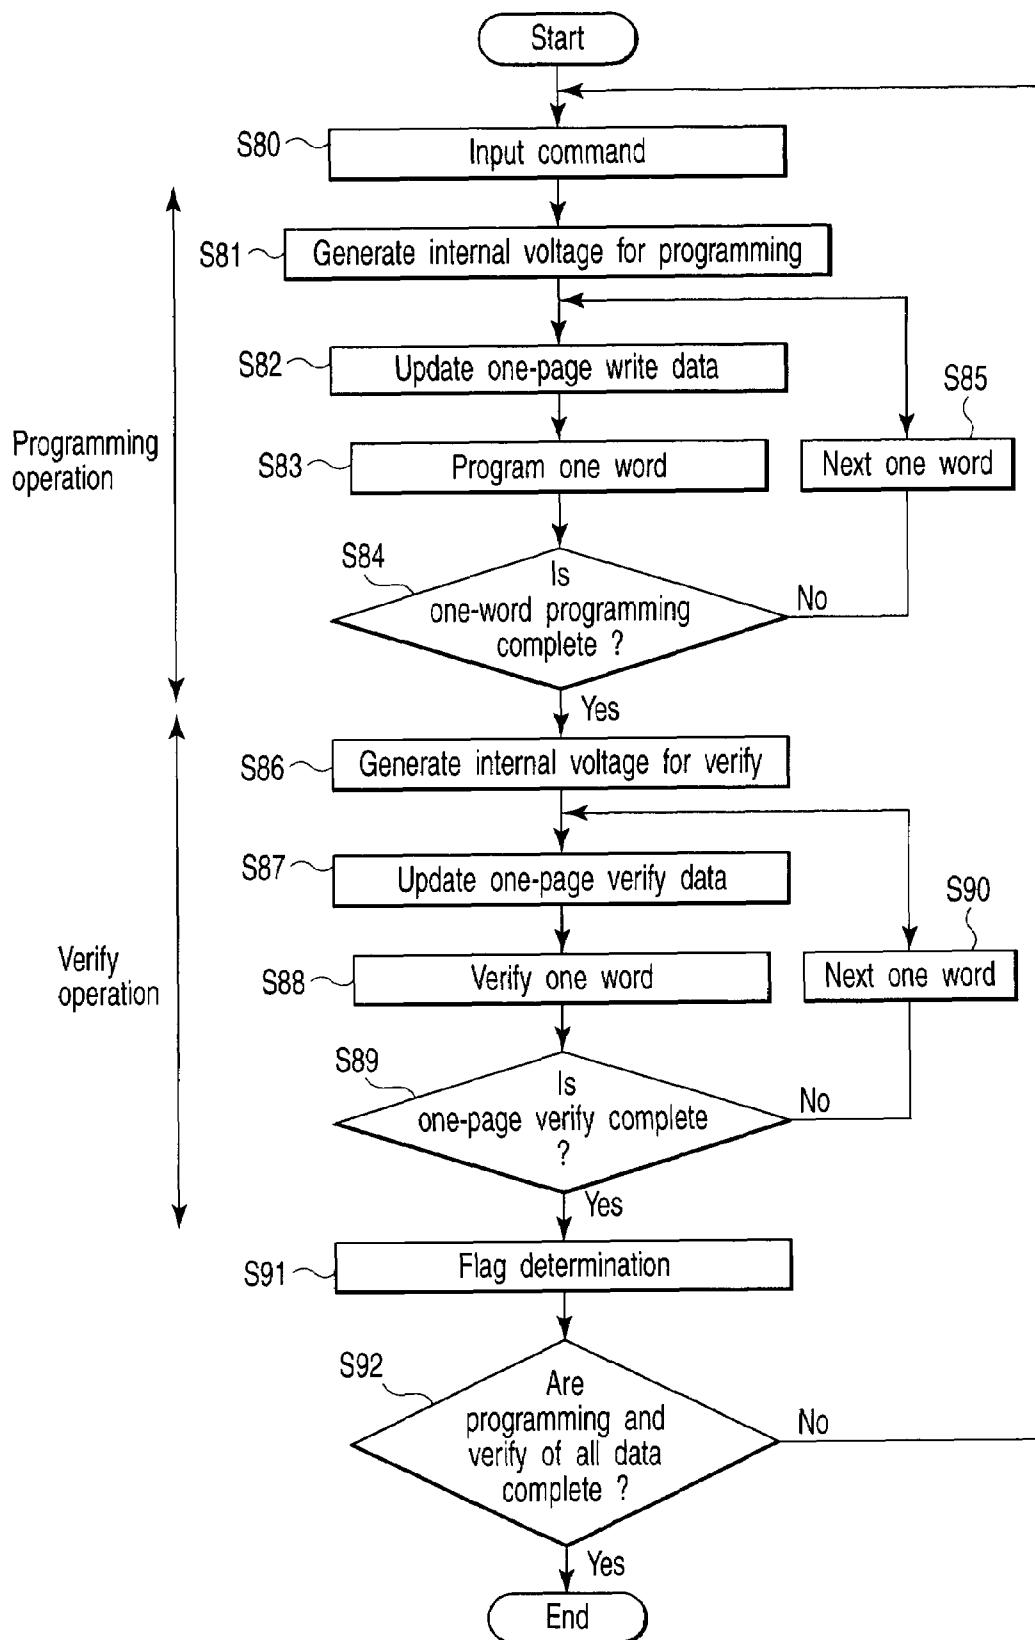 Start
S80
Input command
S81
Generate internal voltage for programming
S82
Update one-page write data
S85
Programming
operation
S83
Program one word
Next one word
S84
Is
one-word programming
complete ?
No
Yes
S86
Generate internal voltage for verify
S87
Update one-page verify data
S90
Verify
operation
S88
Verify one word
Next one word
S89
Is
one-page verify complete
?
No
Yes
S91
Flag determination
S92
Are
programming and
verify of all data
complete ?
No
Yes
End